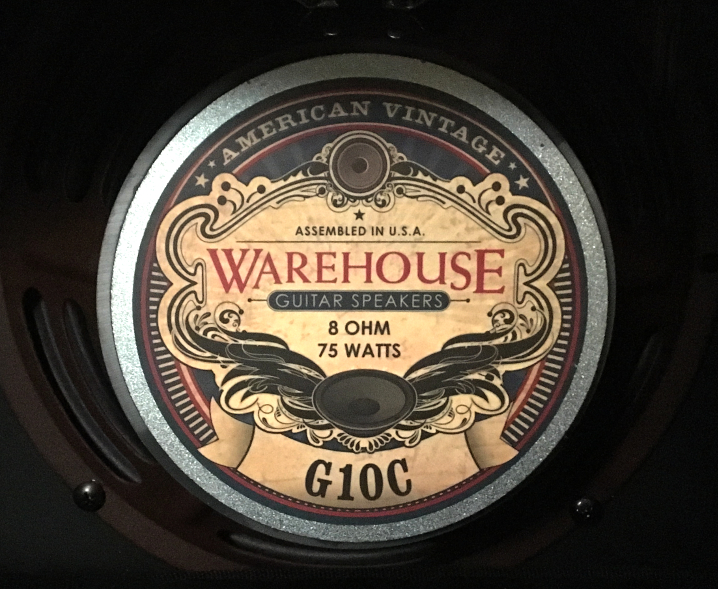 AMERICAN VINTAGE
ASSEMBLED IN U.S.A.
WAREHOUSE
GUITAR SPEAKERS
8 OHM
75 WATTS
G10C